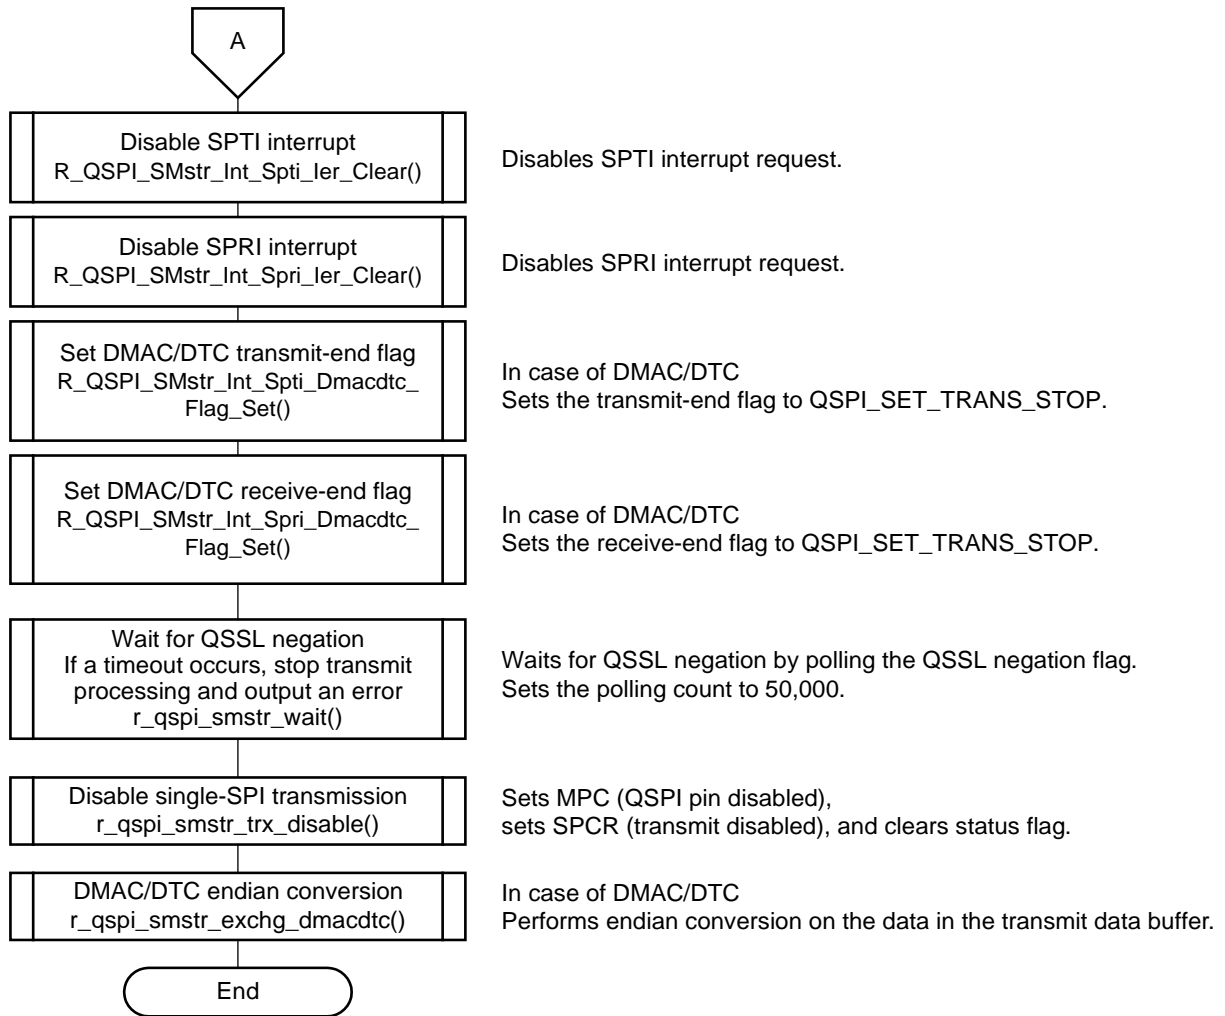 A
Disable SPTI interrupt
R_QSPI_SMstr_Int_Spti_Ier_Clear()
Disables SPTI interrupt request.
Disable SPRI interrupt
R_QSPI_SMstr_Int_Spri_Ier_Clear()
Disables SPRI interrupt request.
Set DMAC/DTC transmit-end flag
R_QSPI_SMstr_Int_Spti_Dmacdtc_
Flag_Set()
In case of DMAC/DTC
Sets the transmit-end flag to QSPI_SET_TRANS_STOP.
Set DMAC/DTC receive-end flag
R_QSPI_SMstr_Int_Spri_Dmacdtc_
Flag_Set()
In case of DMAC/DTC
Sets the receive-end flag to QSPI_SET_TRANS_STOP.
Wait for QSSL negation
If a timeout occurs, stop transmit
processing and output an error
r_qspi_smstr_wait()
Waits for QSSL negation by polling the QSSL negation flag.
Sets the polling count to 50,000.
Disable single-SPI transmission
r_qspi_smstr_trx_disable()
Sets MPC (QSPI pin disabled),
sets SPCR (transmit disabled), and clears status flag.
DMAC/DTC endian conversion
r_qspi_smstr_exchg_dmacdtc()
In case of DMAC/DTC
Performs endian conversion on the data in the transmit data buffer.
End